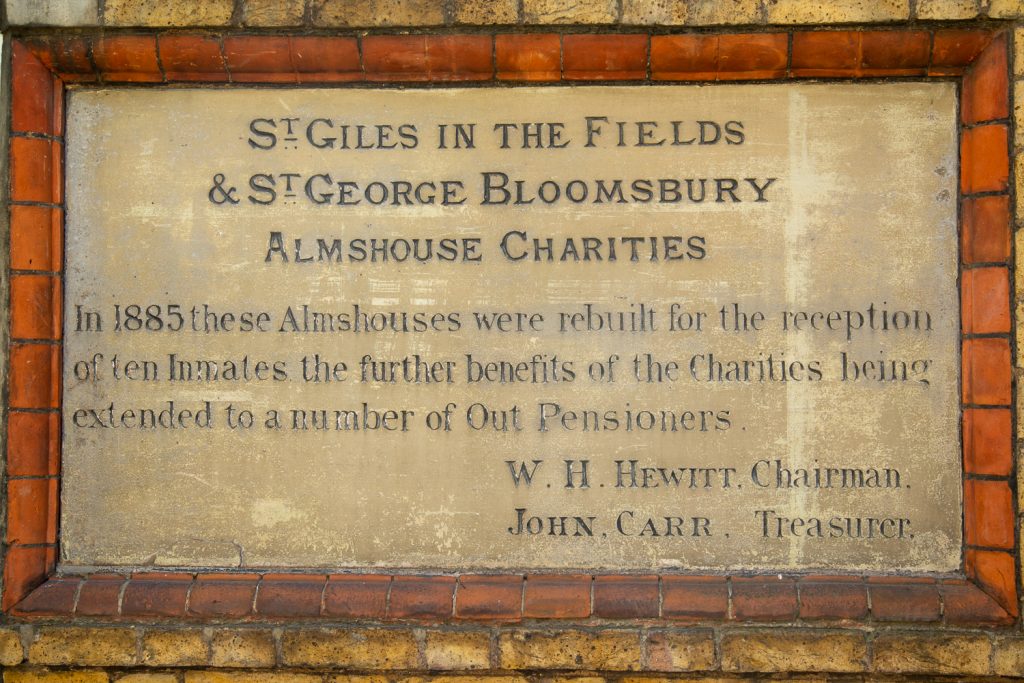 ST. GILES IN THE FIELDS
& ST. GEORGE BLOOMSBURY
ALMSHOUSE CHARITIES
In 1885 these Almshouses were rebuilt for the reception
of ten Inmates, the further benefits of the Charities being
extended to a number of Out Pensioners.
W. H. HEWITT, Chairman.
JOHN, CARR, Treasurer.